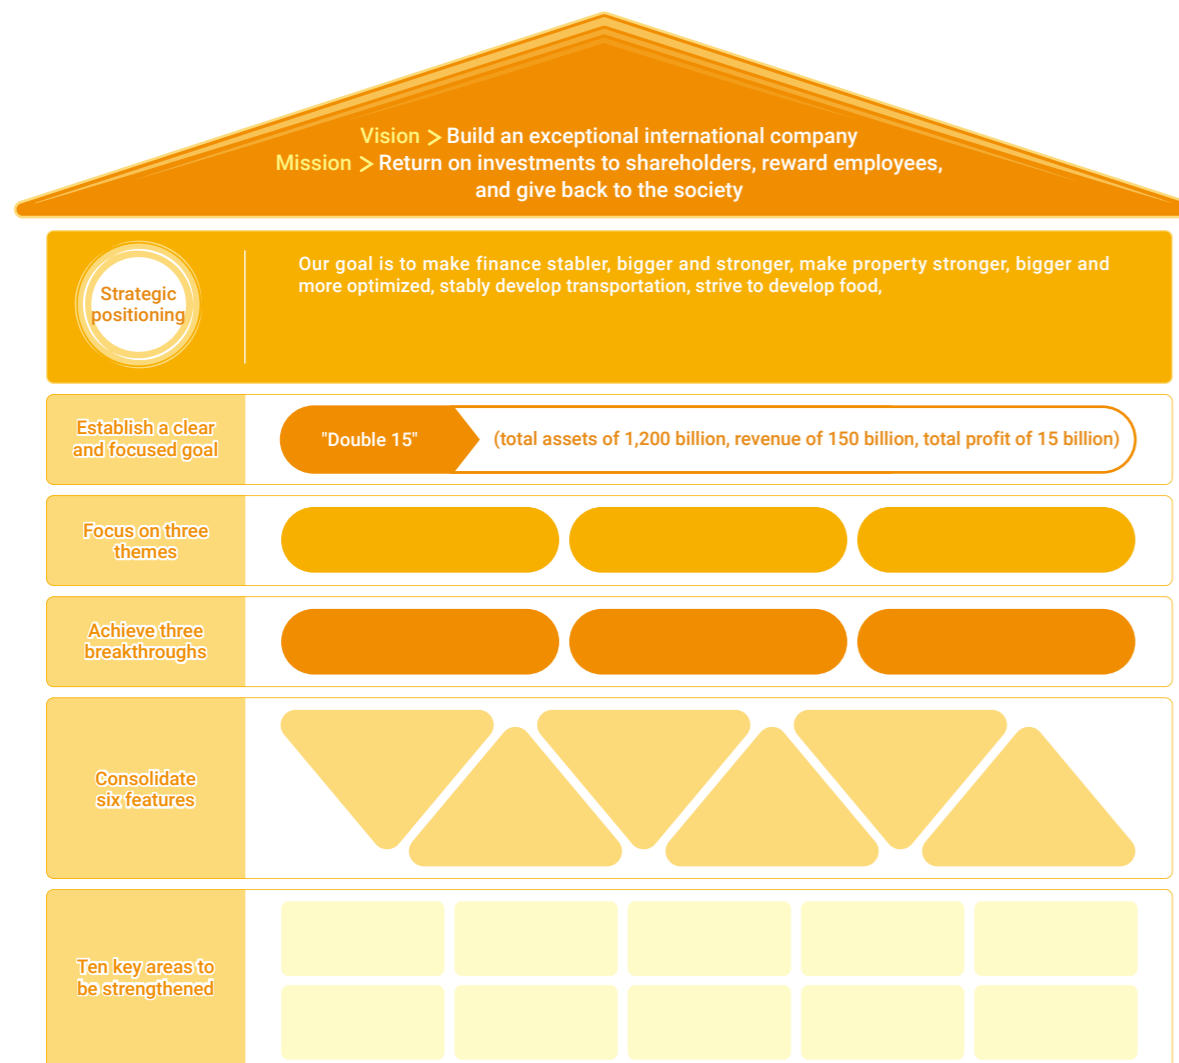 Vision > Build an exceptional international company
Mission > Return on investments to shareholders, reward employees,
and give back to the society
Strategic
positioning
Our goal is to make finance stabler, bigger and stronger, make property stronger, bigger and
more optimized, stably develop transportation, strive to develop food,
Establish a clear
and focused goal
"Double 15"
(total assets of 1,200 billion, revenue of 150 billion, total profit of 15 billion)
Focus on three
themes
Achieve three
breakthroughs
Consolidate
six features
Ten key areas to
be strengthened